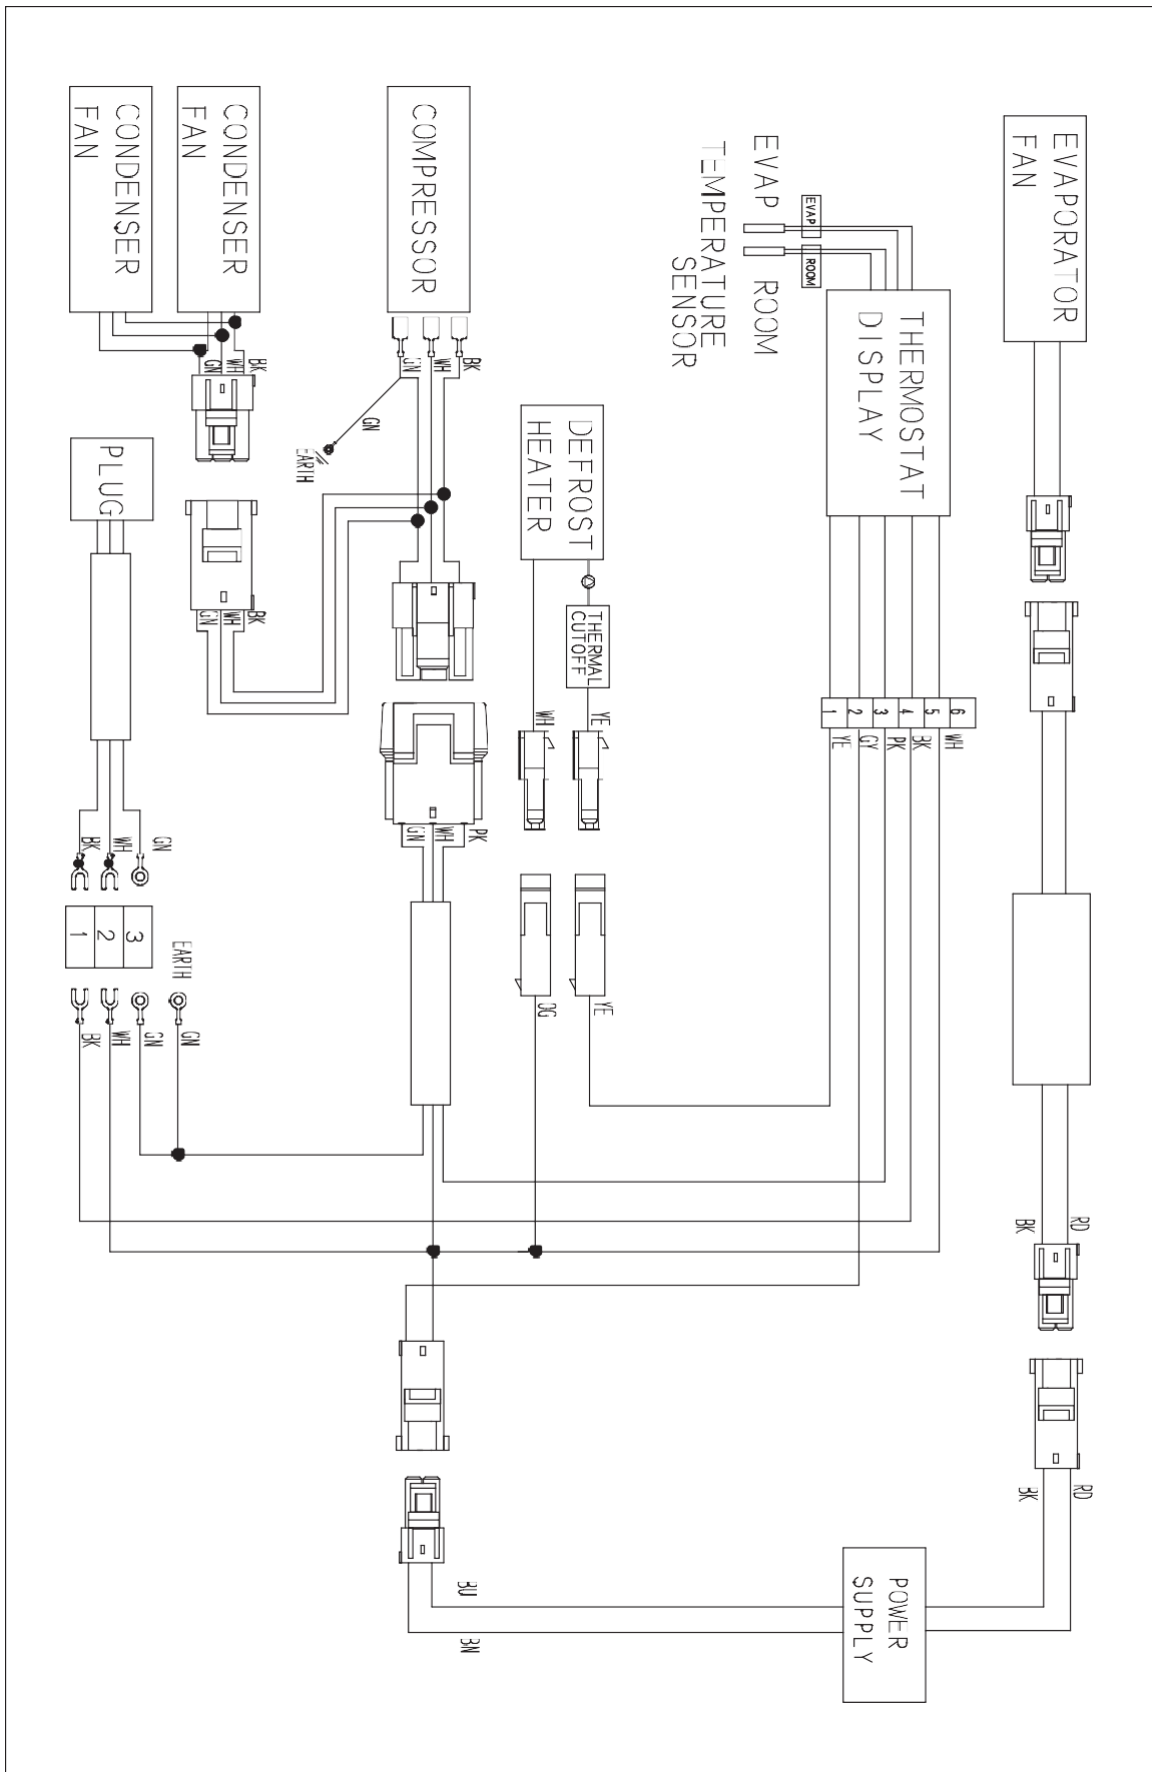 EVAPORATOR
FAN
THERMOSTAT
DISPLAY
EVAP
ROOM
EVAP ROOM
TEMPERATURE
SENSOR
COMPRESSOR
CONDENSER
FAN
CONDENSER
FAN
BK
WH
GN
BK
WH
GN
GN
EARTH
DEFROST
HEATER
THERMAL
CUTOFF
PLUG
BK
WH
GN
YE
WH
6
5
4
3
2
1
WH
BK
PK
GY
YE
PK
WH
GN
GN
WH
BK
3
2
1
EARTH
GN
GN
WH
BK
YE
OG
RD
BK
RD
BK
POWER
SUPPLY
BU
BN